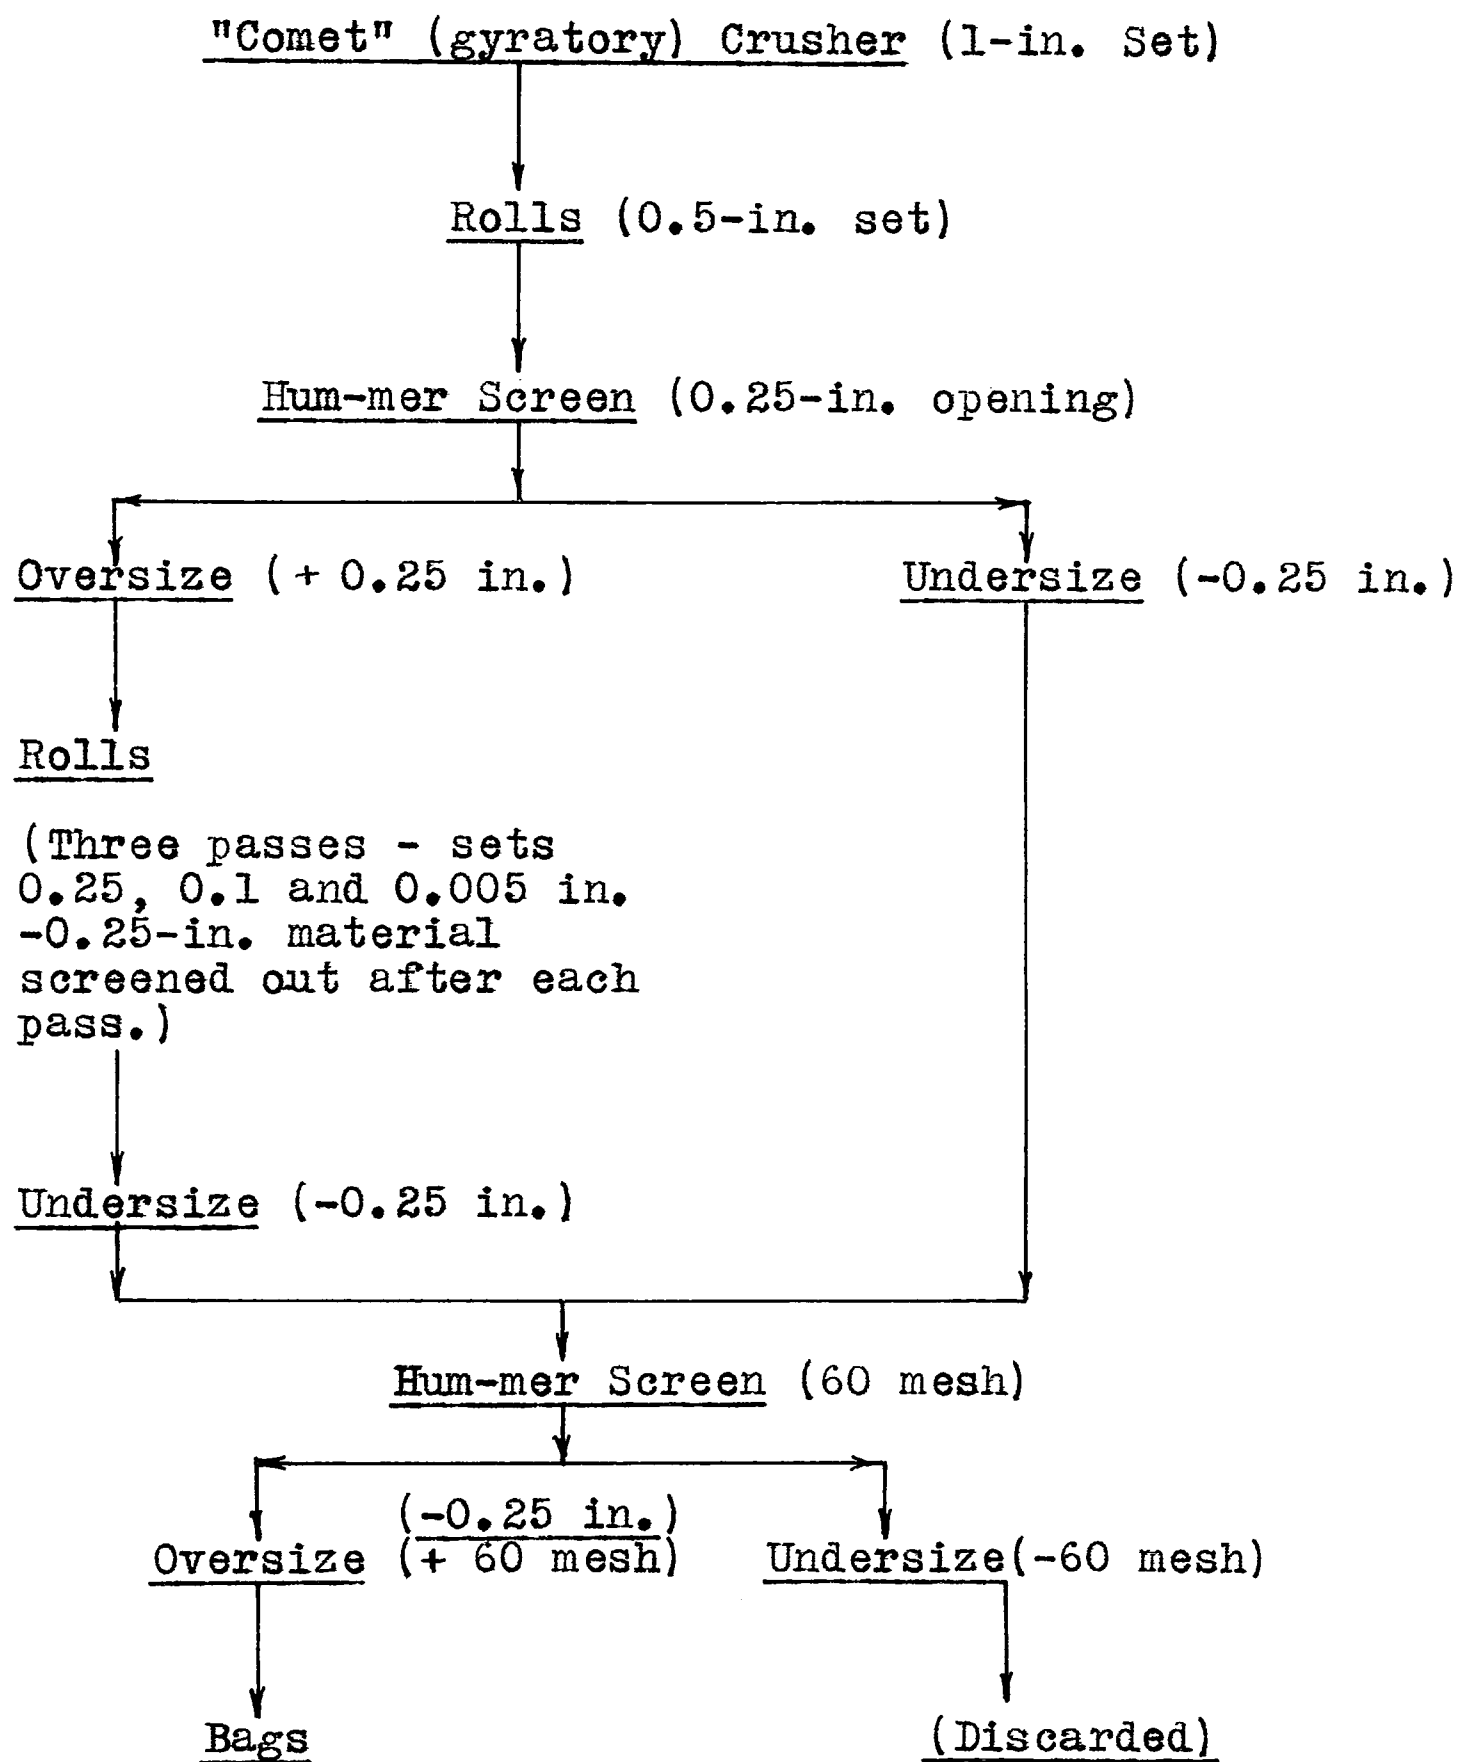 "Comet" (gyratory) Crusher (1-in. Set)
Rolls (0.5-in. set)
Hum-mer Screen (0.25-in. opening)
Oversize (+ 0.25 in.)
Undersize (-0.25 in.)
Rolls
(Three passes - sets
0.25, 0.1 and 0.005 in.
-0.25-in. material
screened out after each
pass.)
Undersize (-0.25 in.)
Hum-mer Screen (60 mesh)
(-0.25 in.)
Oversize (+ 60 mesh)
Undersize(-60 mesh)
Bags
(Discarded)